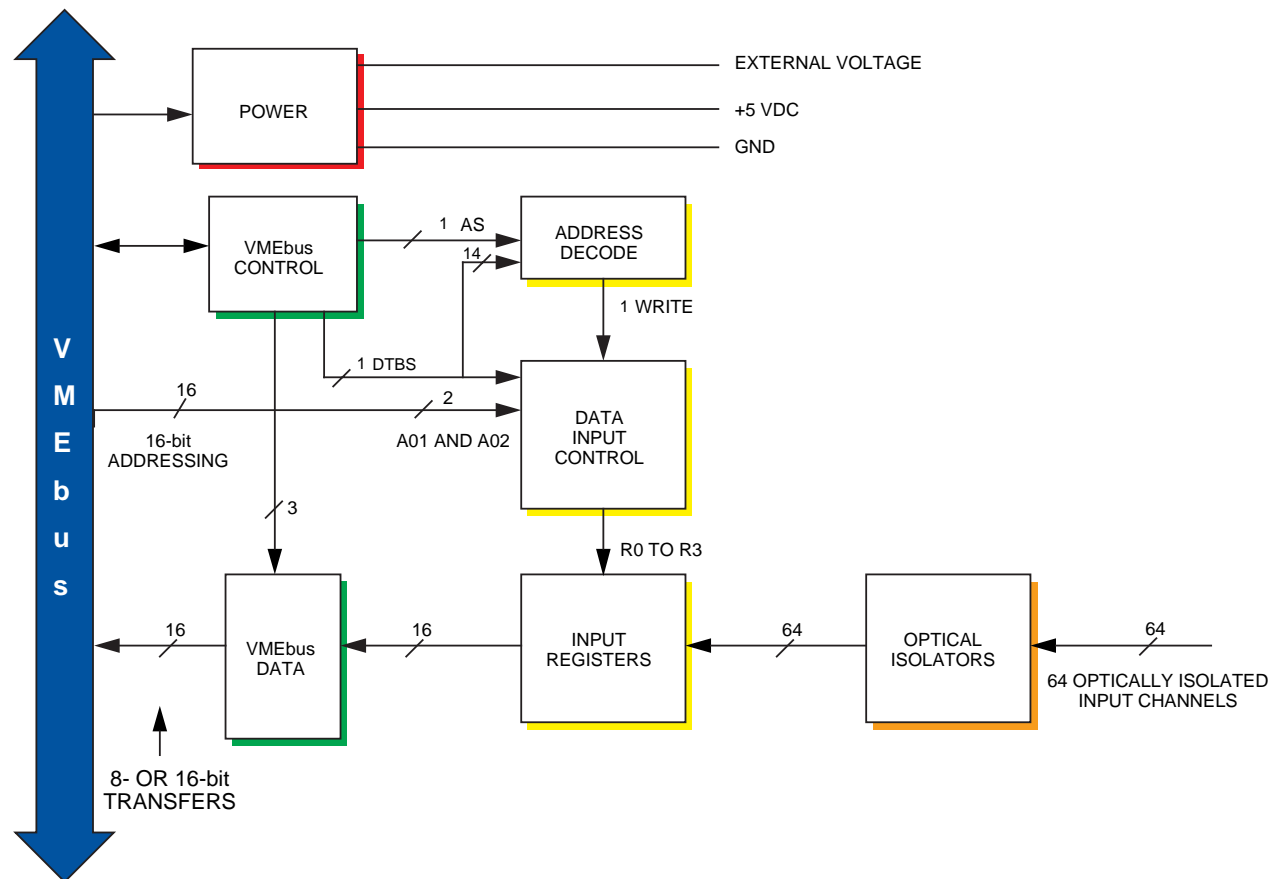 EXTERNAL VOLTAGE
POWER
+5 VDC
GND
VMEbus
CONTROL
1 AS
14
ADDRESS
DECODE
1 WRITE
1 DTBS
VMEbus
16
16-bit
ADDRESSING
2
A01 AND A02
DATA
INPUT
CONTROL
3
R0 TO R3
16
VMEbus
DATA
16
INPUT
REGISTERS
64
OPTICAL
ISOLATORS
64
64 OPTICALLY ISOLATED
INPUT CHANNELS
8- OR 16-bit
TRANSFERS